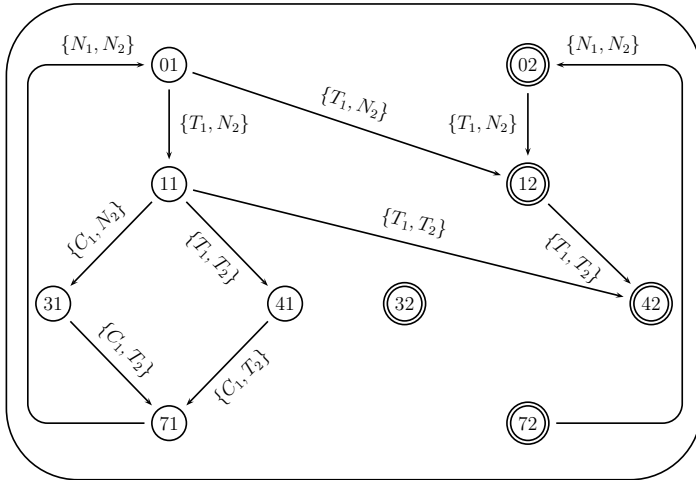 {N₁, N₂}
01
02
{N₁, N₂}
{T₁, N₂}
{T₁, N₂}
{T₁, N₂}
11
12
{C₁, N₂}
{T₁, T₂}
{T₁, T₂}
{T₁, T₂}
31
41
32
42
{C₁, T₂}
{C₁, T₂}
71
72